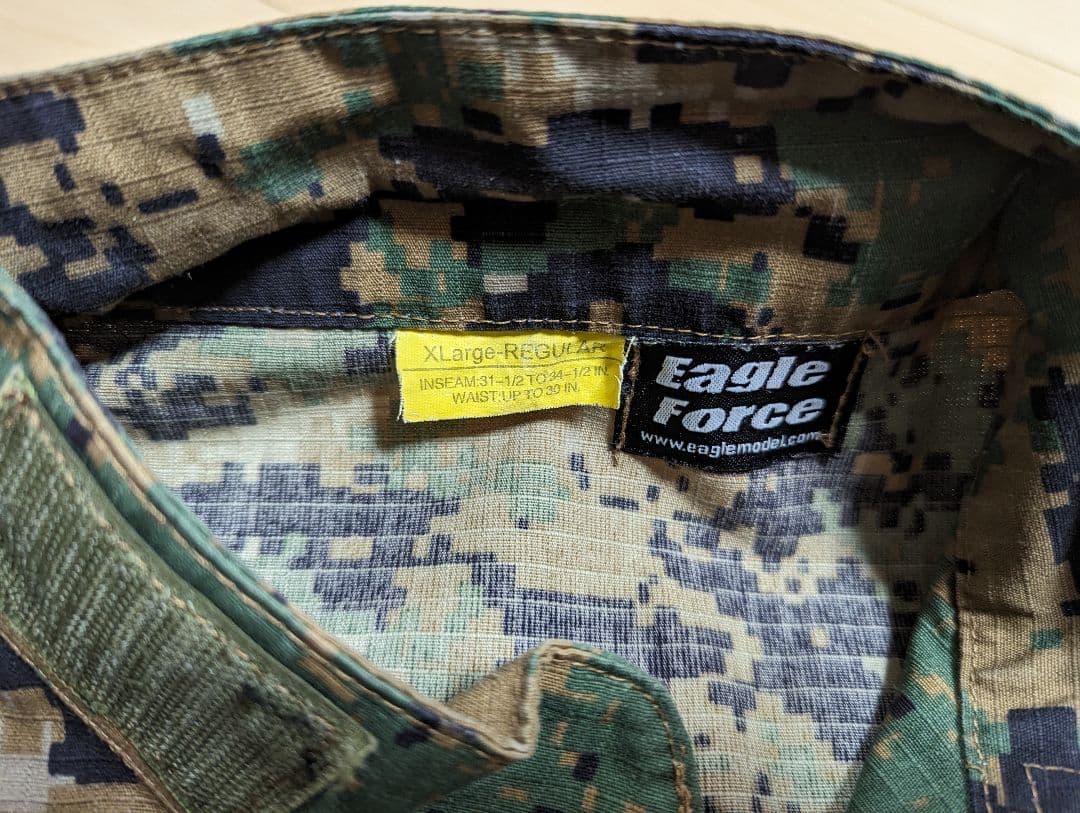 XLarge-REGULAR
INSEAM:31-1/2 TO 34-1/2 IN.
WAIST:UP TO 39 IN.
Eagle
Force
www.eaglemodel.com